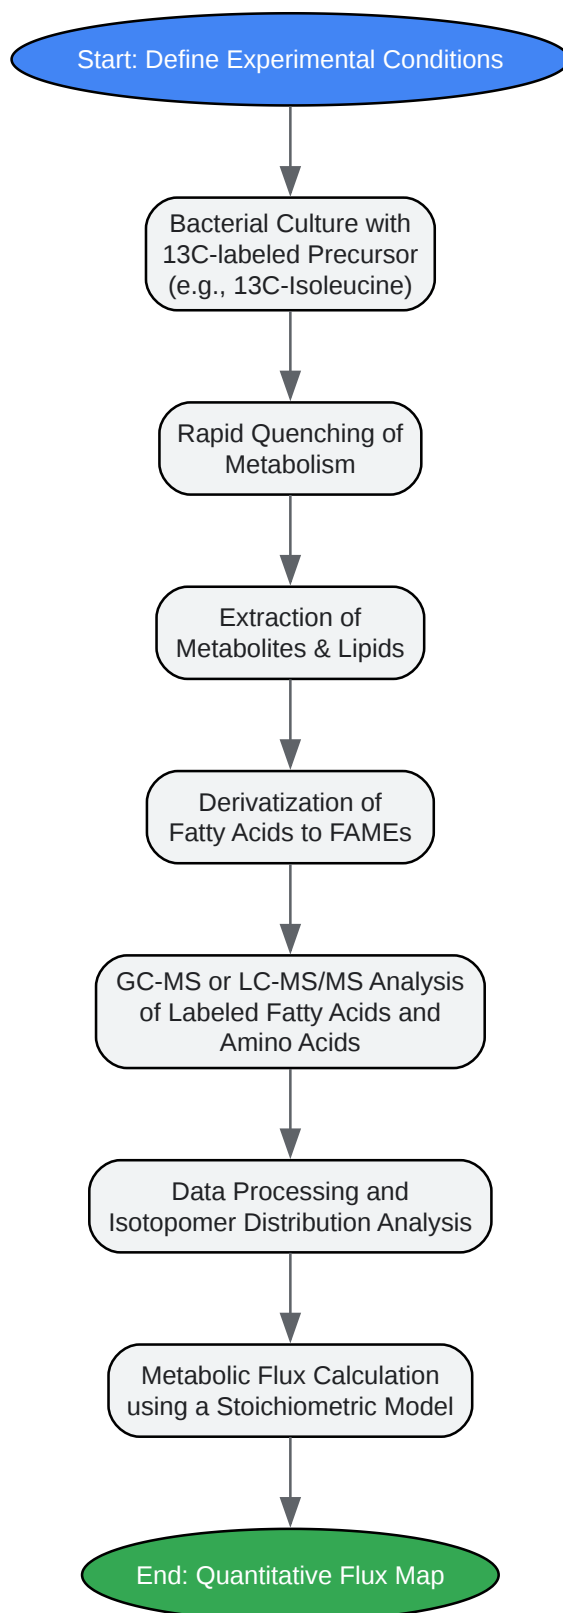 Start: Define Experimental Conditions
Bacterial Culture with
13C-labeled Precursor
(e.g., 13C-Isoleucine)
Rapid Quenching of
Metabolism
Extraction of
Metabolites & Lipids
Derivatization of
Fatty Acids to FAMEs
GC-MS or LC-MS/MS Analysis
of Labeled Fatty Acids and
Amino Acids
Data Processing and
Isotopomer Distribution Analysis
Metabolic Flux Calculation
using a Stoichiometric Model
End: Quantitative Flux Map